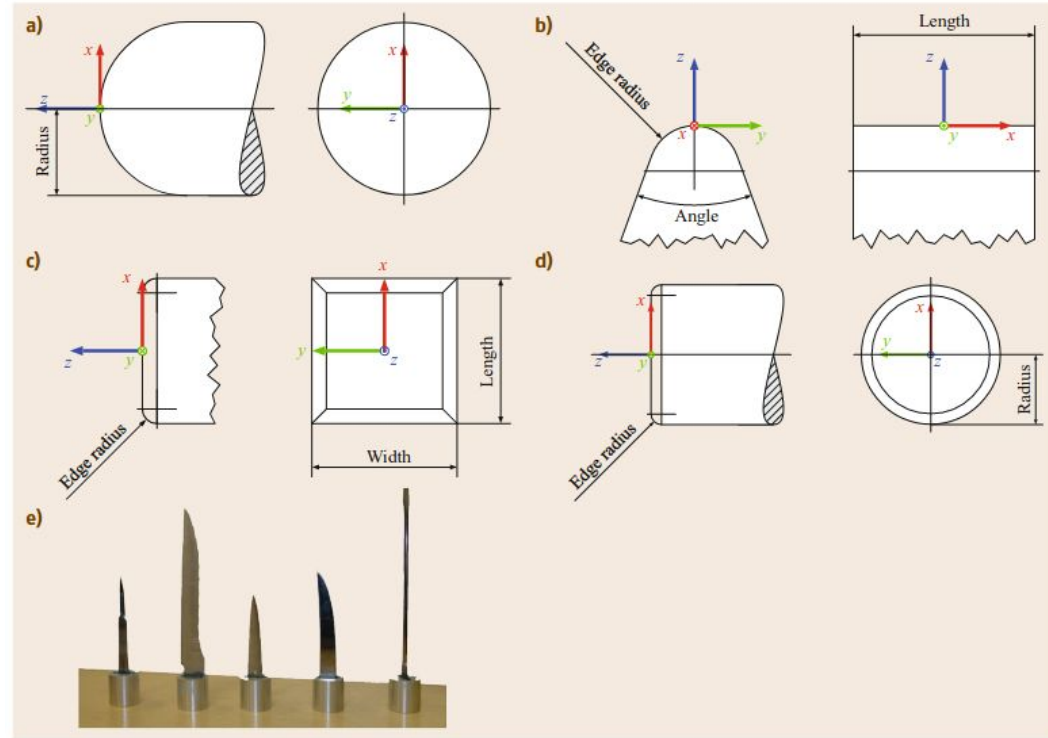 a)
x
z
y
Radius
x
y
z
b)
Edge radius
z
x
y
Angle
Length
z
y
x
c)
x
z
y
Edge radius
x
y
z
Length
Width
d)
x
z
y
Edge radius
x
y
z
Radius
e)